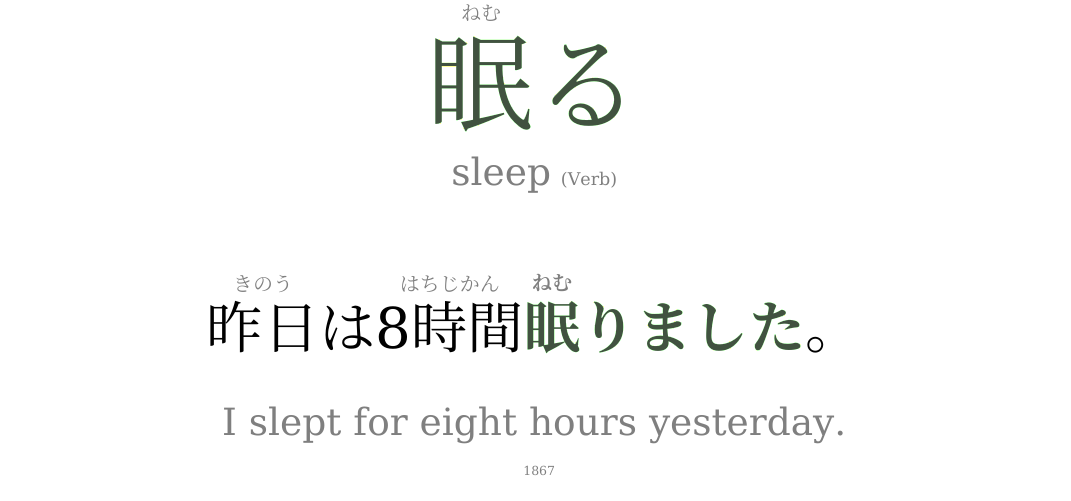 ねむ
眠る
sleep (Verb)
きのう はちじかん ねむ
昨日は8時間眠りました。
I slept for eight hours yesterday.
1867